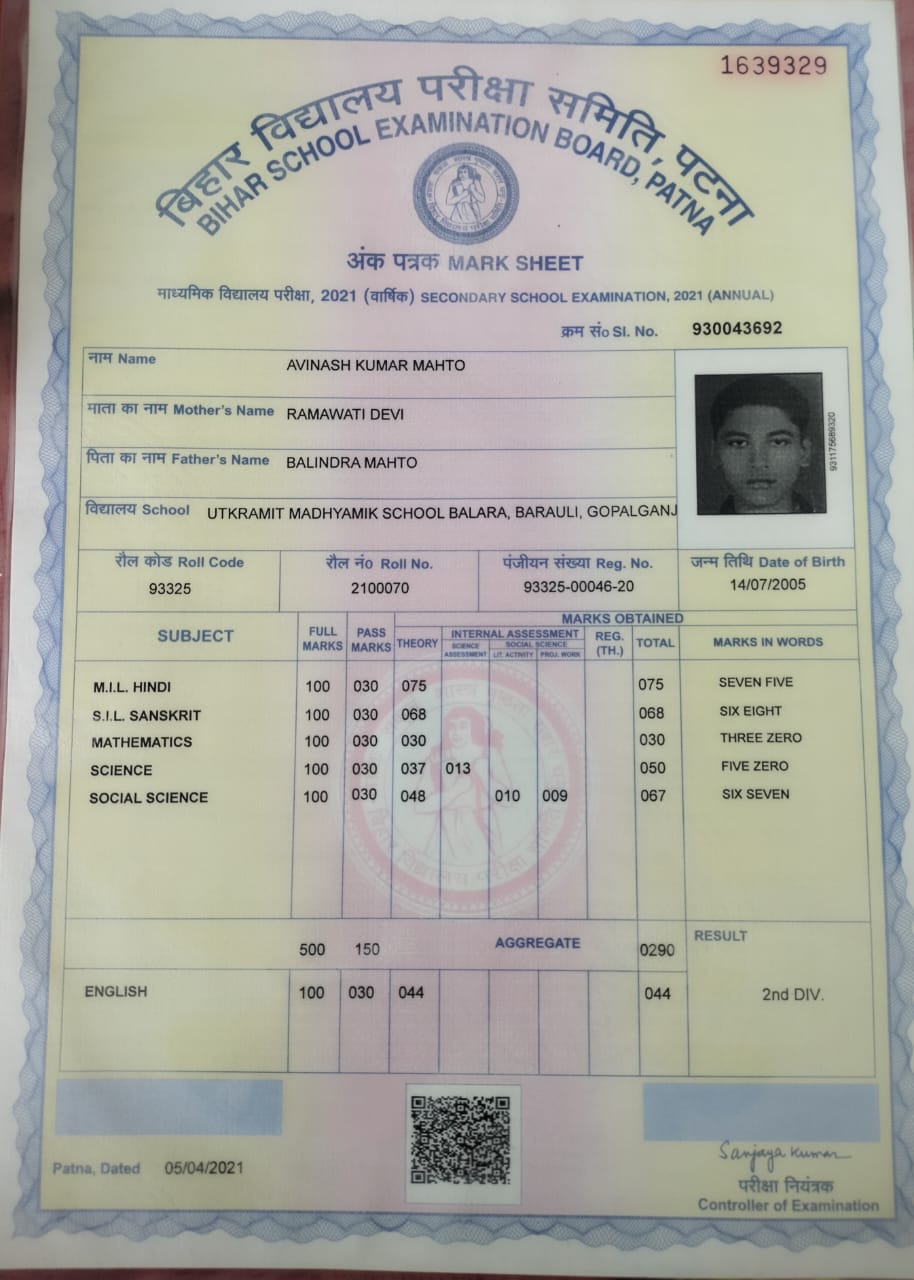 1639329
बिहार विद्यालय परीक्षा समिति, पटना
BIHAR SCHOOL EXAMINATION BOARD, PATNA
अंक पत्रक MARK SHEET
माध्यमिक विद्यालय परीक्षा, 2021 (वार्षिक) SECONDARY SCHOOL EXAMINATION, 2021 (ANNUAL)
क्रम सं० Sl. No. 930043692
नाम Name AVINASH KUMAR MAHTO
माता का नाम Mother's Name RAMAWATI DEVI
पिता का नाम Father's Name BALINDRA MAHTO
931175689320
विद्यालय School UTKRAMIT MADHYAMIK SCHOOL BALARA, BARAULI, GOPALGANJ
रौल कोड Roll Code रौल नं० Roll No. पंजीयन संख्या Reg. No. जन्म तिथि Date of Birth
93325 2100070 93325-00046-20 14/07/2005
MARKS OBTAINED
SUBJECT FULL MARKS PASS MARKS THEORY INTERNAL ASSESSMENT REG. (TH.) TOTAL MARKS IN WORDS
SCIENCE ASSESSMENT SOCIAL SCIENCE LIT. ACTIVITY PROJ. WORK
M.I.L. HINDI 100 030 075 075 SEVEN FIVE
S.I.L. SANSKRIT 100 030 068 068 SIX EIGHT
MATHEMATICS 100 030 030 030 THREE ZERO
SCIENCE 100 030 037 013 050 FIVE ZERO
SOCIAL SCIENCE 100 030 048 010 009 067 SIX SEVEN
500 150 AGGREGATE 0290 RESULT
ENGLISH 100 030 044 044 2nd DIV.
Patna, Dated 05/04/2021
Sanjaya Kumar
परीक्षा नियंत्रक
Controller of Examination